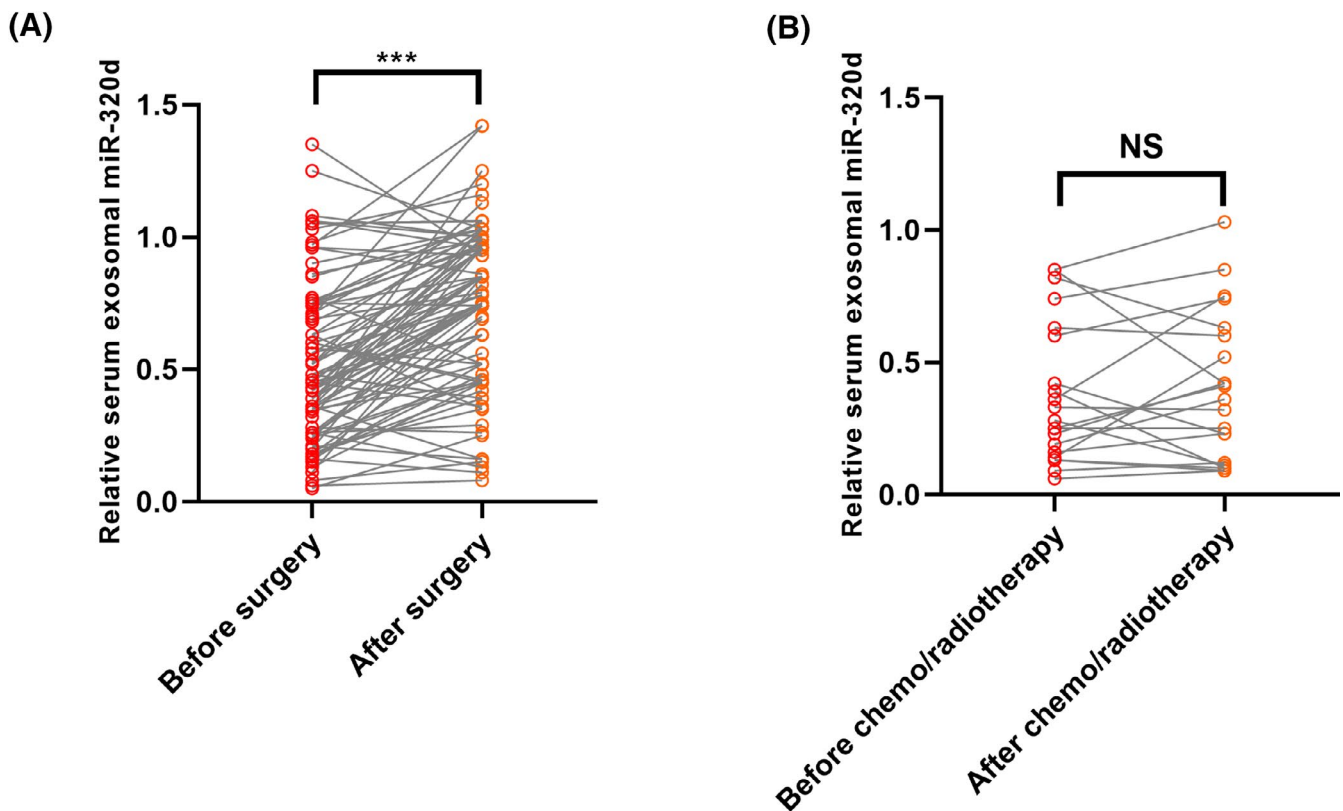 (A)
***
Relative serum exosomal miR-320d
1.5
1.0
0.5
0.0
Before surgery
After surgery
(B)
NS
Relative serum exosomal miR-320d
1.5
1.0
0.5
0.0
Before chemo/radiotherapy
After chemo/radiotherapy